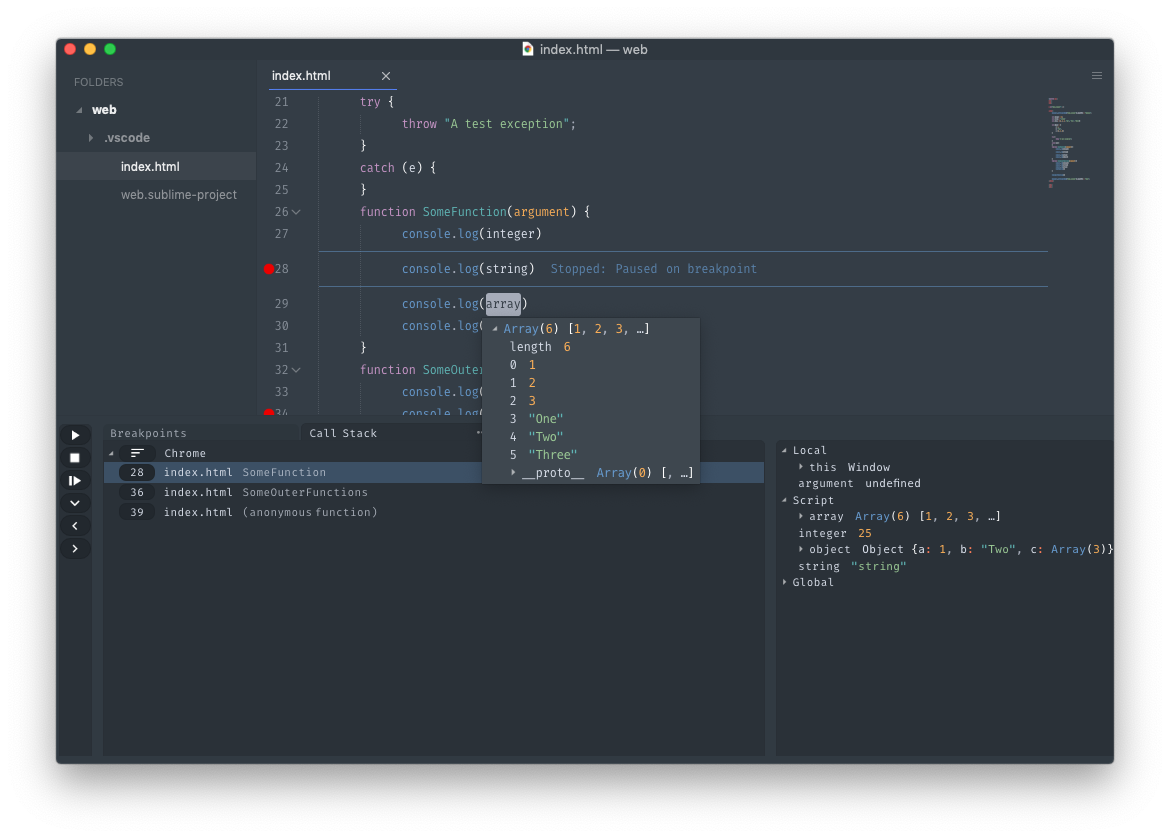 index.html — web
FOLDERS
web
.vscode
index.html
web.sublime-project
index.html
21 try {
22 throw "A test exception";
23 }
24 catch (e) {
25 }
26 function SomeFunction(argument) {
27 console.log(integer)
28 console.log(string) Stopped: Paused on breakpoint
29 console.log(array)
30 console.log(
31 }
32 function SomeOuter
33 console.log(
34 console.log(
Array(6) [1, 2, 3, …]
length 6
0 1
1 2
2 3
3 "One"
4 "Two"
5 "Three"
__proto__ Array(0) [, …]
Breakpoints
Call Stack
Chrome
28 index.html SomeFunction
36 index.html SomeOuterFunctions
39 index.html (anonymous function)
Local
this Window
argument undefined
Script
array Array(6) [1, 2, 3, …]
integer 25
object Object {a: 1, b: "Two", c: Array(3)}
string "string"
Global